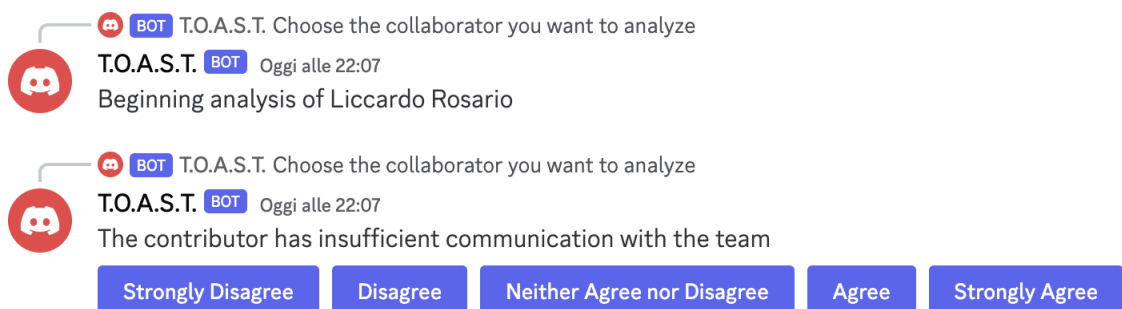 BOT T.O.A.S.T. Choose the collaborator you want to analyze
T.O.A.S.T. BOT Oggi alle 22:07
Beginning analysis of Liccardo Rosario
BOT T.O.A.S.T. Choose the collaborator you want to analyze
T.O.A.S.T. BOT Oggi alle 22:07
The contributor has insufficient communication with the team
Strongly Disagree Disagree Neither Agree nor Disagree Agree Strongly Agree